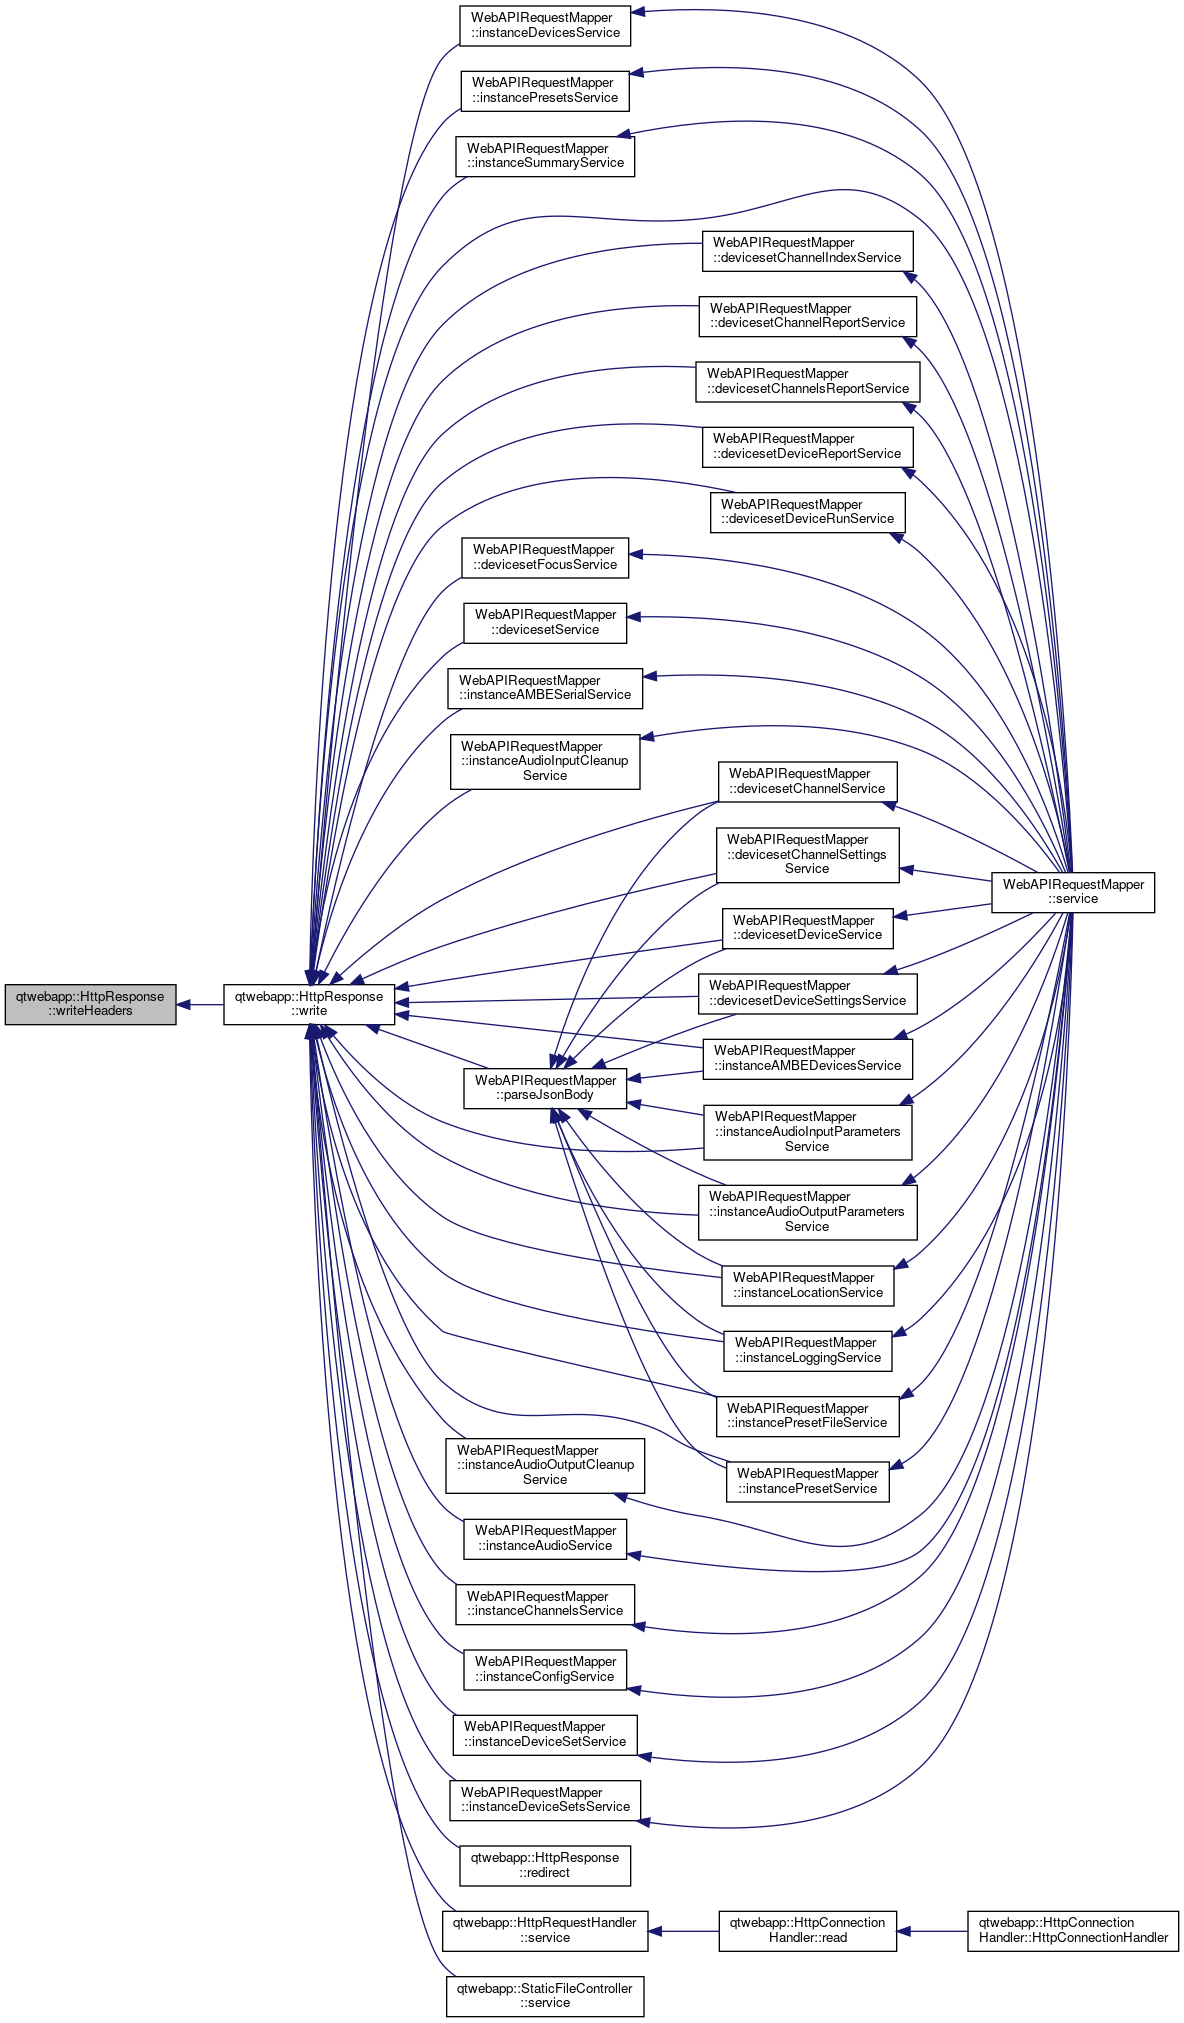 WebAPIRequestMapper
::instanceDevicesService
WebAPIRequestMapper
::instancePresetsService
WebAPIRequestMapper
::instanceSummaryService
WebAPIRequestMapper
::devicesetChannelIndexService
WebAPIRequestMapper
::devicesetChannelReportService
WebAPIRequestMapper
::devicesetChannelsReportService
WebAPIRequestMapper
::devicesetDeviceReportService
WebAPIRequestMapper
::devicesetDeviceRunService
WebAPIRequestMapper
::devicesetFocusService
WebAPIRequestMapper
::devicesetService
WebAPIRequestMapper
::instanceAMBESerialService
WebAPIRequestMapper
::instanceAudioInputCleanup
Service
WebAPIRequestMapper
::devicesetChannelService
WebAPIRequestMapper
::devicesetChannelSettings
Service
WebAPIRequestMapper
::service
WebAPIRequestMapper
::devicesetDeviceService
WebAPIRequestMapper
::devicesetDeviceSettingsService
qtwebapp::HttpResponse
::writeHeaders
qtwebapp::HttpResponse
::write
WebAPIRequestMapper
::instanceAMBEDevicesService
WebAPIRequestMapper
::parseJsonBody
WebAPIRequestMapper
::instanceAudioInputParameters
Service
WebAPIRequestMapper
::instanceAudioOutputParameters
Service
WebAPIRequestMapper
::instanceLocationService
WebAPIRequestMapper
::instanceLoggingService
WebAPIRequestMapper
::instancePresetFileService
WebAPIRequestMapper
::instanceAudioOutputCleanup
Service
WebAPIRequestMapper
::instancePresetService
WebAPIRequestMapper
::instanceAudioService
WebAPIRequestMapper
::instanceChannelsService
WebAPIRequestMapper
::instanceConfigService
WebAPIRequestMapper
::instanceDeviceSetService
WebAPIRequestMapper
::instanceDeviceSetsService
qtwebapp::HttpResponse
::redirect
qtwebapp::HttpRequestHandler
::service
qtwebapp::HttpConnection
Handler::read
qtwebapp::HttpConnection
Handler::HttpConnectionHandler
qtwebapp::StaticFileController
::service